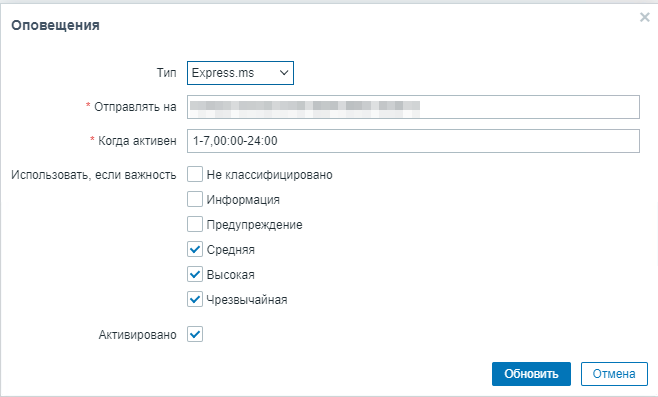 Оповещения
Тип Express.ms
* Отправлять на
* Когда активен 1-7,00:00-24:00
Использовать, если важность Не классифицировано
Информация
Предупреждение
Средняя
Высокая
Чрезвычайная
Активировано
Обновить Отмена